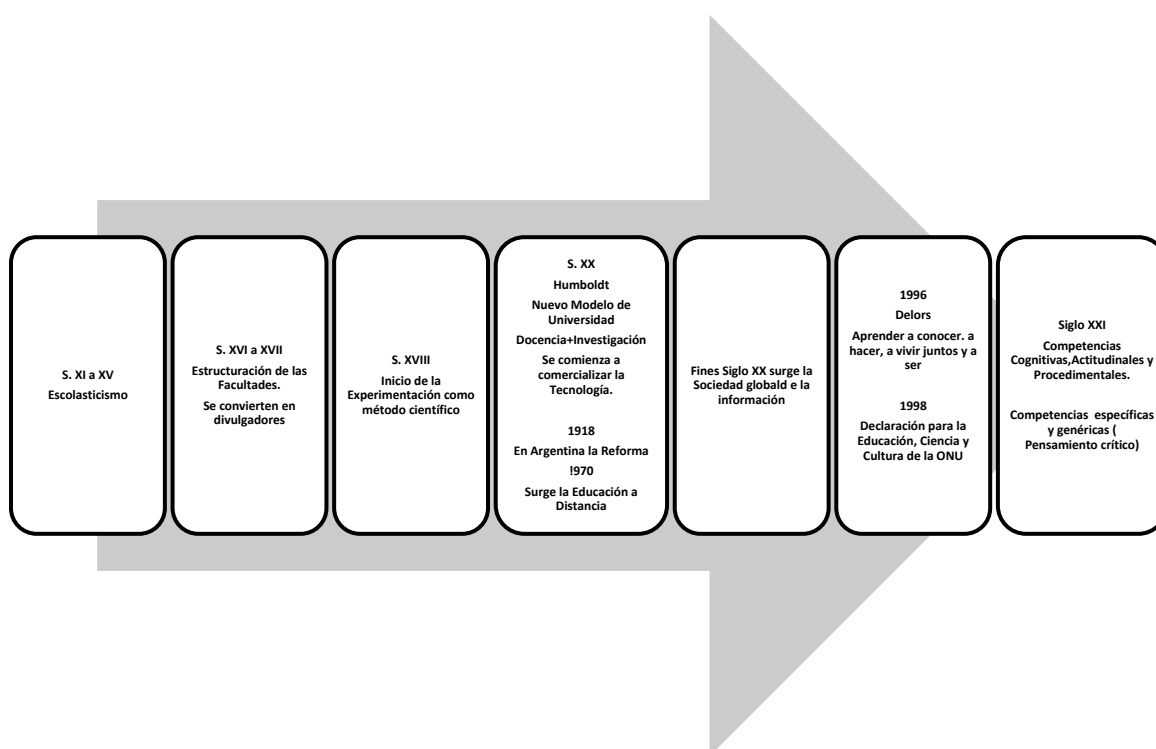 S. XI a XV
Escolasticismo
S. XVI a XVII
Estructuración de las
Facultades.
Se convierten en
divulgadores
S. XVIII
Inicio de la
Experimentación como
método científico
S. XX
Humboldt
Nuevo Modelo de
Universidad
Docencia+Investigación
Se comienza a
comercializar la
Tecnología.
1918
En Argentina la Reforma
!970
Surge la Educación a
Distancia
Fines Siglo XX surge la
Sociedad globald e la
información
1996
Delors
Aprender a conocer. a
hacer, a vivir juntos y a
ser
1998
Declaración para la
Educación, Ciencia y
Cultura de la ONU
Siglo XXI
Competencias
Cognitivas,Actitudinales y
Procedimentales.
Competencias específicas
y genéricas (
Pensamiento crítico)